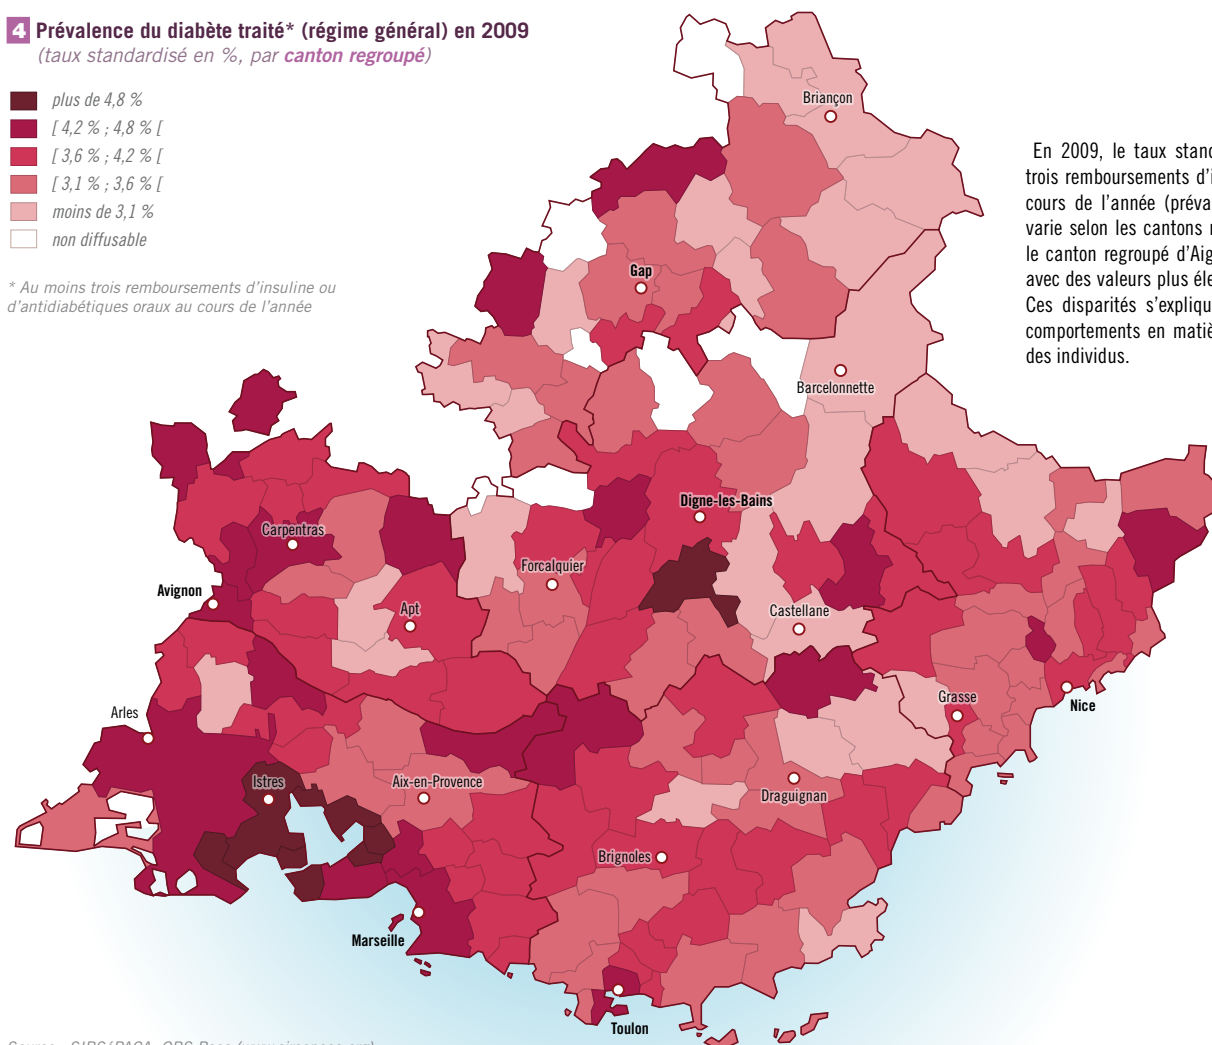 4 Prévalence du diabète traité* (régime général) en 2009
(taux standardisé en %, par canton regroupé)
plus de 4,8 %
[ 4,2 % ; 4,8 % [
[ 3,6 % ; 4,2 % [
[ 3,1 % ; 3,6 % [
moins de 3,1 %
non diffusable
* Au moins trois remboursements d'insuline ou
d'antidiabétiques oraux au cours de l'année
En 2009, le taux stand
trois remboursements d'i
cours de l'année (préva
varie selon les cantons
le canton regroupé d'Aig
avec des valeurs plus éle
Ces disparités s'expliqu
comportements en matiè
des individus.
Briançon
Gap
Barcelonnette
Digne-les-Bains
Carpentras
Forcalquier
Avignon
Apt
Castellane
Arles
Grasse
Nice
Istres
Aix-en-Provence
Draguignan
Brignoles
Marseille
Toulon